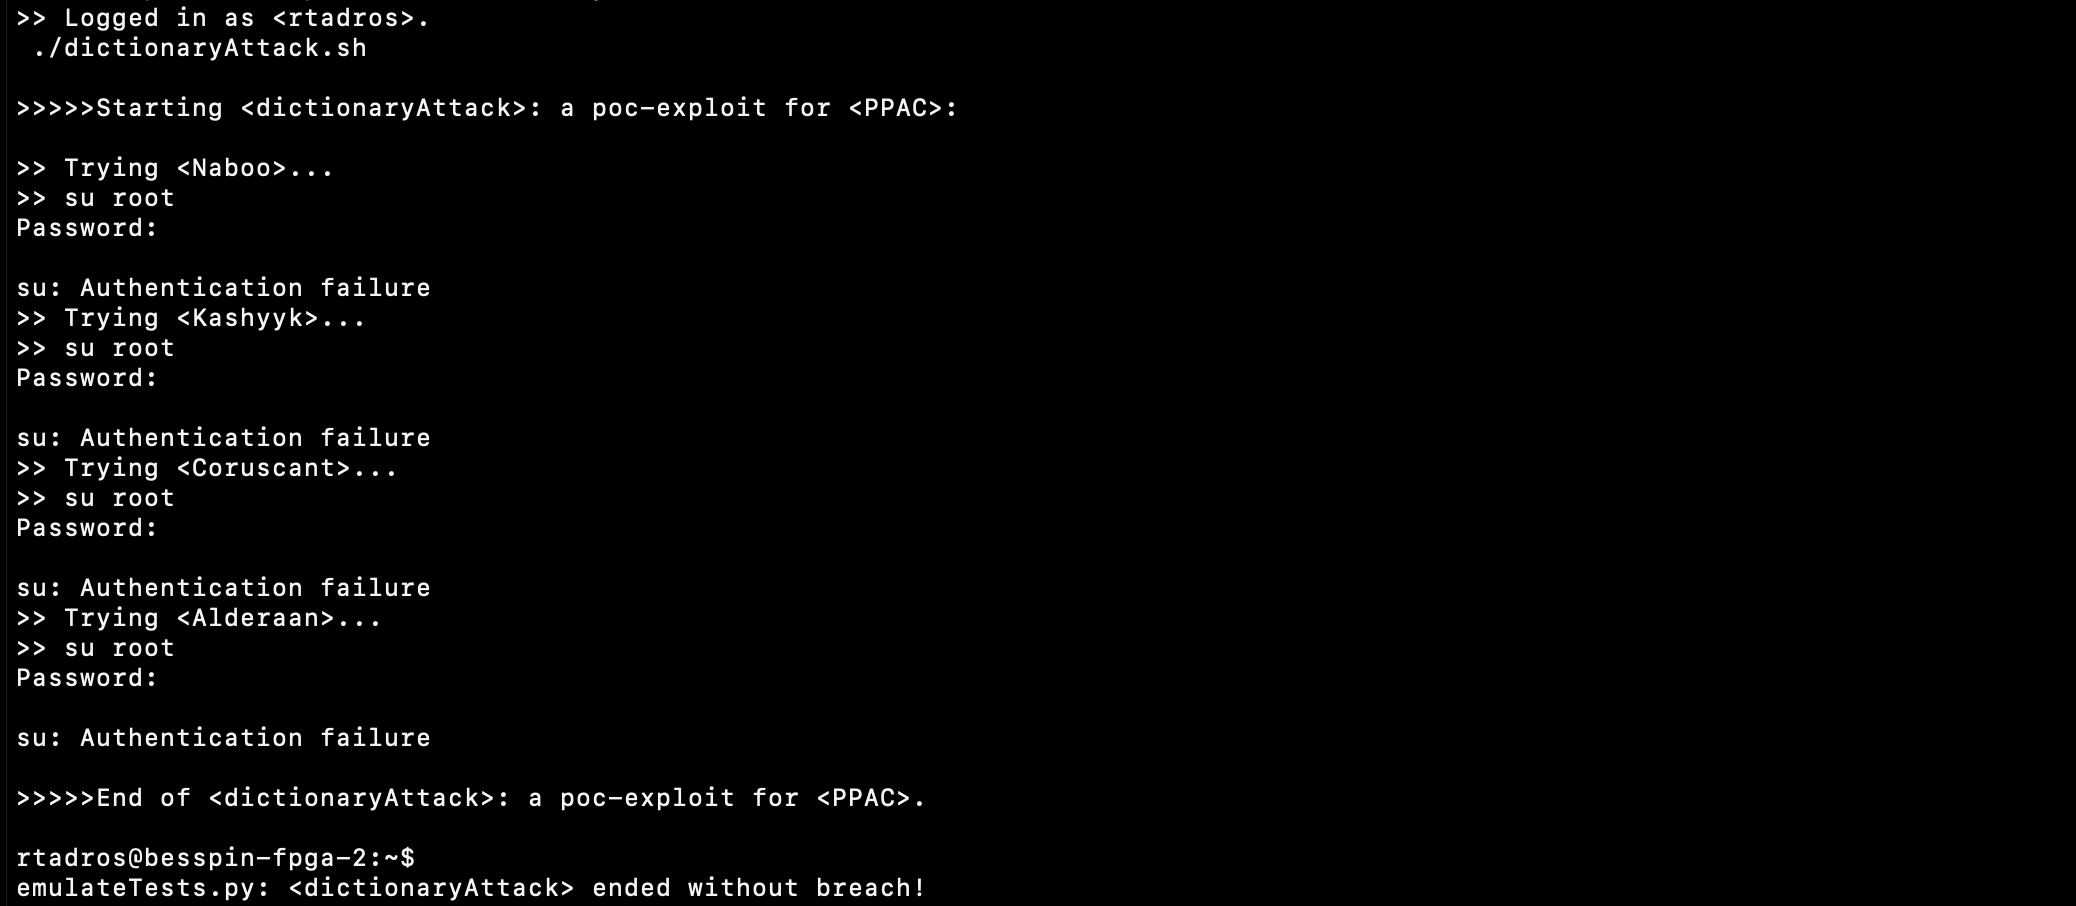 >> Logged in as <rtadros>.
./dictionaryAttack.sh
>>>>>Starting <dictionaryAttack>: a poc-exploit for <PPAC>:
>> Trying <Naboo>...
>> su root
Password:
su: Authentication failure
>> Trying <Kashyyk>...
>> su root
Password:
su: Authentication failure
>> Trying <Coruscant>...
>> su root
Password:
su: Authentication failure
>> Trying <Alderaan>...
>> su root
Password:
su: Authentication failure
>>>>>End of <dictionaryAttack>: a poc-exploit for <PPAC>.
rtadros@besspin-fpga-2:~$
emulateTests.py: <dictionaryAttack> ended without breach!